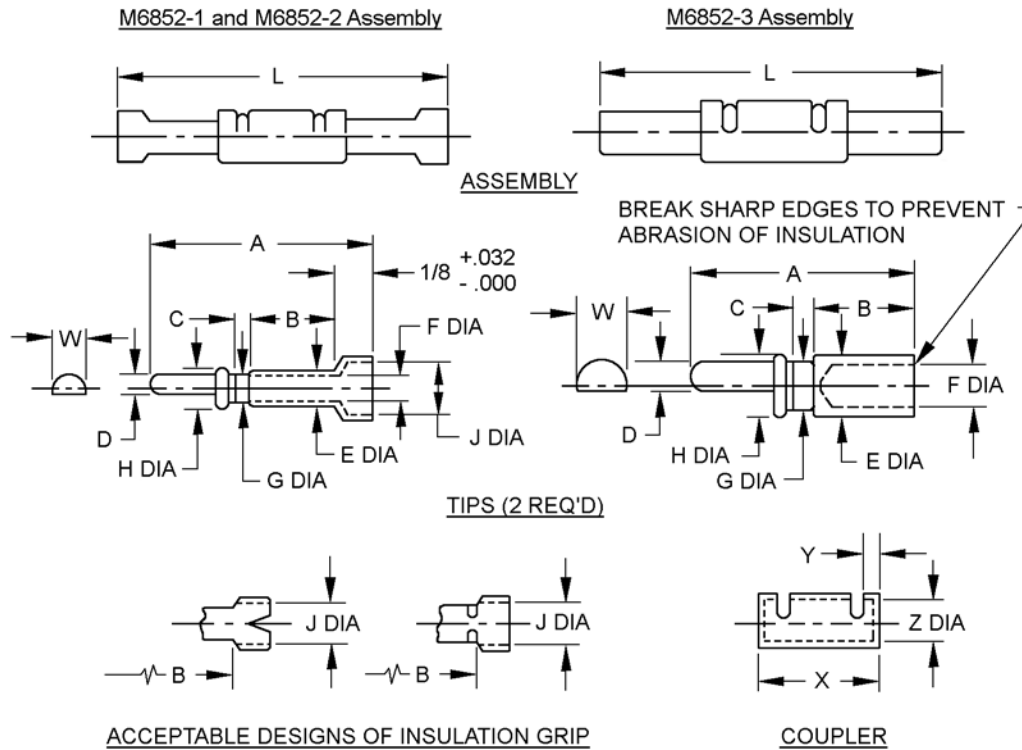 M6852-1 and M6852-2 Assembly
M6852-3 Assembly
L
L
ASSEMBLY
BREAK SHARP EDGES TO PREVENT
ABRASION OF INSULATION
A
1/8 +.032
- .000
W
C
B
F DIA
D
H DIA
G DIA
E DIA
J DIA
A
W
C
B
F DIA
D
H DIA
G DIA
E DIA
TIPS (2 REQ'D)
J DIA
B
J DIA
B
Y
Z DIA
X
ACCEPTABLE DESIGNS OF INSULATION GRIP
COUPLER